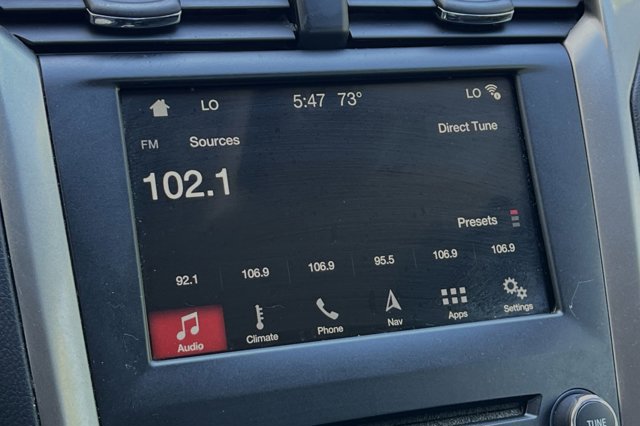 LO 5:47 73° LO
FM Sources Direct Tune
102.1
Presets
92.1 106.9 106.9 95.5 106.9 106.9
Audio Climate Phone Nav Apps Settings
TUNE